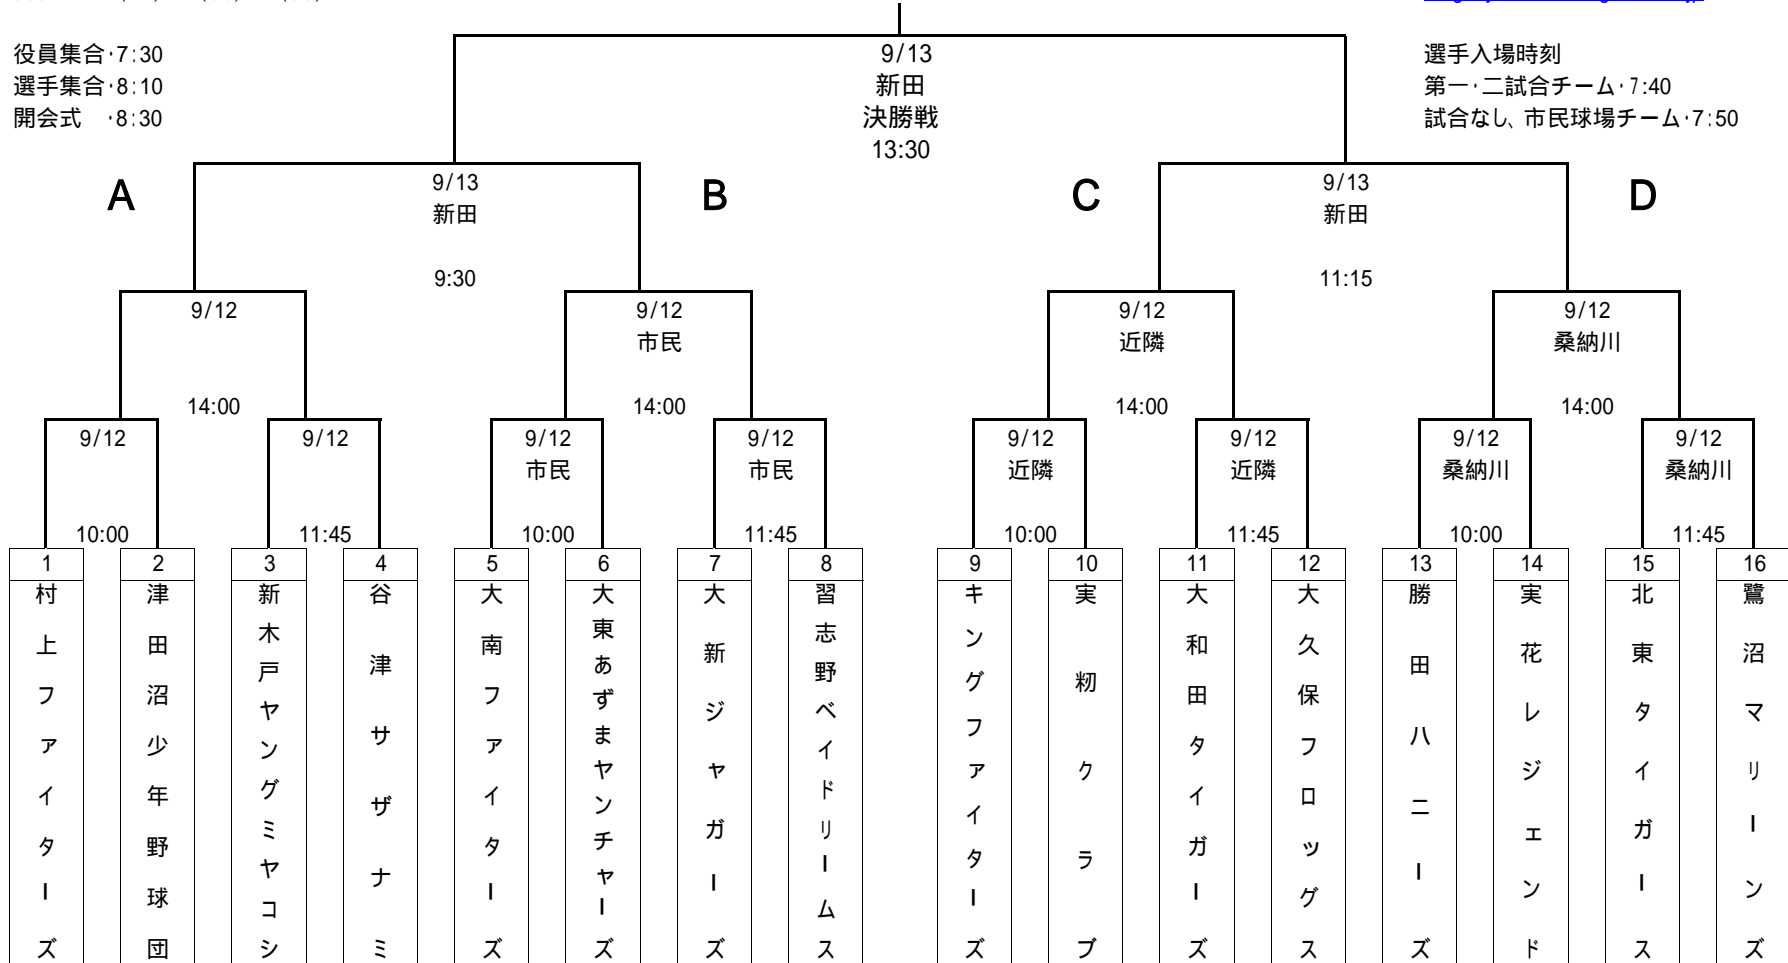 役員集合・7:30
選手集合・8:10
開会式 ・8:30
9/13
新田
決勝戦
13:30
選手入場時刻
第一・二試合チーム・7:40
試合なし、市民球場チーム・7:50
A
9/13
新田
9:30
B
C
9/13
新田
11:15
D
9/12
14:00
9/12
市民
14:00
9/12
近隣
14:00
9/12
桑納川
14:00
9/12
10:00
9/12
11:45
9/12
市民
10:00
9/12
市民
11:45
9/12
近隣
10:00
9/12
近隣
11:45
9/12
桑納川
10:00
9/12
桑納川
11:45
1
村上ファイターズ
2
津田沼少年野球団
3
新木戸ヤングミヤコシ
4
谷津サザナミ
5
大南ファイターズ
6
大東あずまヤンチャーズ
7
大新ジャガーズ
8
習志野ベイドリームス
9
キングファイターズ
10
実籾クラブ
11
大和田タイガーズ
12
大久保フロッグス
13
勝田ハニーズ
14
実花レジェンド
15
北東タイガース
16
鷺沼マリーンズ